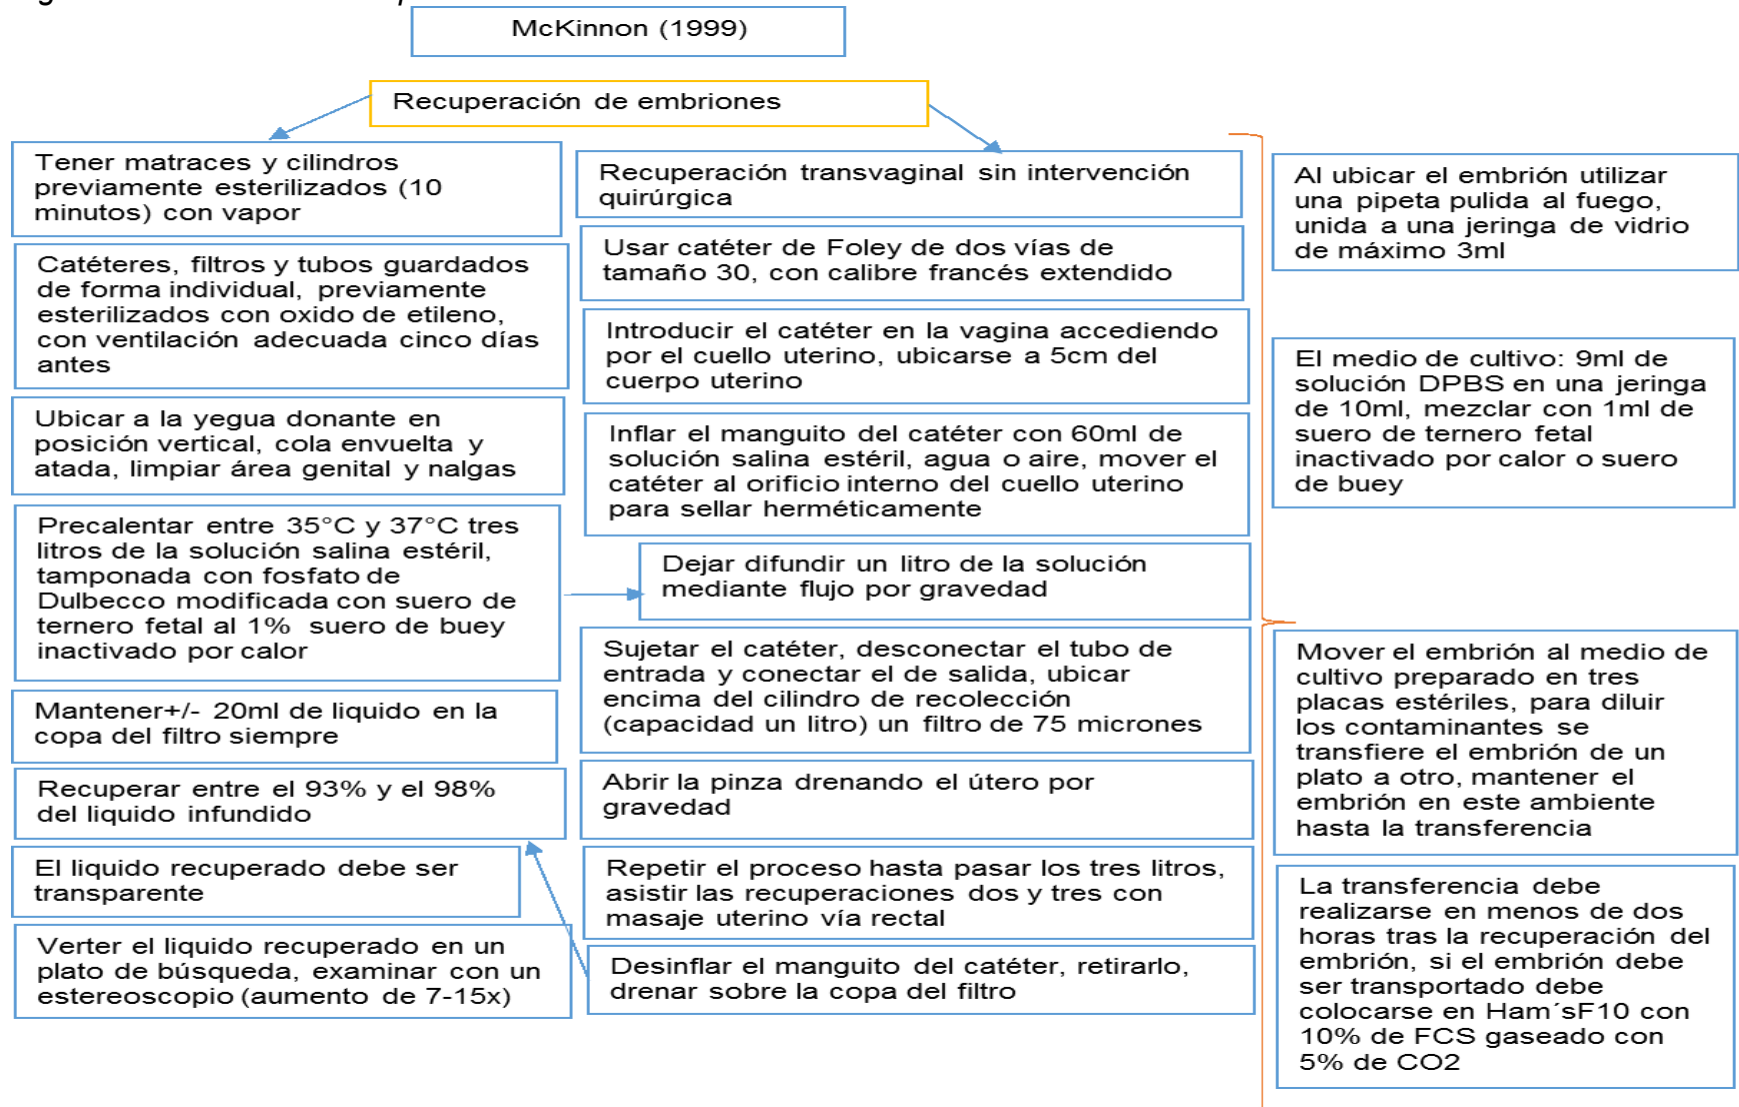 McKinnon (1999)
Recuperación de embriones
Tener matraces y cilindros
previamente esterilizados (10
minutos) con vapor
Catéteres, filtros y tubos guardados
de forma individual, previamente
esterilizados con oxido de etileno,
con ventilación adecuada cinco días
antes
Ubicar a la yegua donante en
posición vertical, cola envuelta y
atada, limpiar área genital y nalgas
Precalentar entre 35°C y 37°C tres
litros de la solución salina estéril,
tamponada con fosfato de
Dulbecco modificada con suero de
ternero fetal al 1% suero de buey
inactivado por calor
Mantener+/- 20ml de liquido en la
copa del filtro siempre
Recuperar entre el 93% y el 98%
del liquido infundido
El liquido recuperado debe ser
transparente
Verter el liquido recuperado en un
plato de búsqueda, examinar con un
estereoscopio (aumento de 7-15x)
Recuperación transvaginal sin intervención
quirúrgica
Usar catéter de Foley de dos vías de
tamaño 30, con calibre francés extendido
Introducir el catéter en la vagina accediendo
por el cuello uterino, ubicarse a 5cm del
cuerpo uterino
Inflar el manguito del catéter con 60ml de
solución salina estéril, agua o aire, mover el
catéter al orificio interno del cuello uterino
para sellar herméticamente
Dejar difundir un litro de la solución
mediante flujo por gravedad
Sujetar el catéter, desconectar el tubo de
entrada y conectar el de salida, ubicar
encima del cilindro de recolección
(capacidad un litro) un filtro de 75 micrones
Abrir la pinza drenando el útero por
gravedad
Repetir el proceso hasta pasar los tres litros,
asistir las recuperaciones dos y tres con
masaje uterino vía rectal
Desinflar el manguito del catéter, retirarlo,
drenar sobre la copa del filtro
Al ubicar el embrión utilizar
una pipeta pulida al fuego,
unida a una jeringa de vidrio
de máximo 3ml
El medio de cultivo: 9ml de
solución DPBS en una jeringa
de 10ml, mezclar con 1ml de
suero de ternero fetal
inactivado por calor o suero
de buey
Mover el embrión al medio de
cultivo preparado en tres
placas estériles, para diluir
los contaminantes se
transfiere el embrión de un
plato a otro, mantener el
embrión en este ambiente
hasta la transferencia
La transferencia debe
realizarse en menos de dos
horas tras la recuperación del
embrión, si el embrión debe
ser transportado debe
colocarse en Ham´sF10 con
10% de FCS gaseado con
5% de CO2